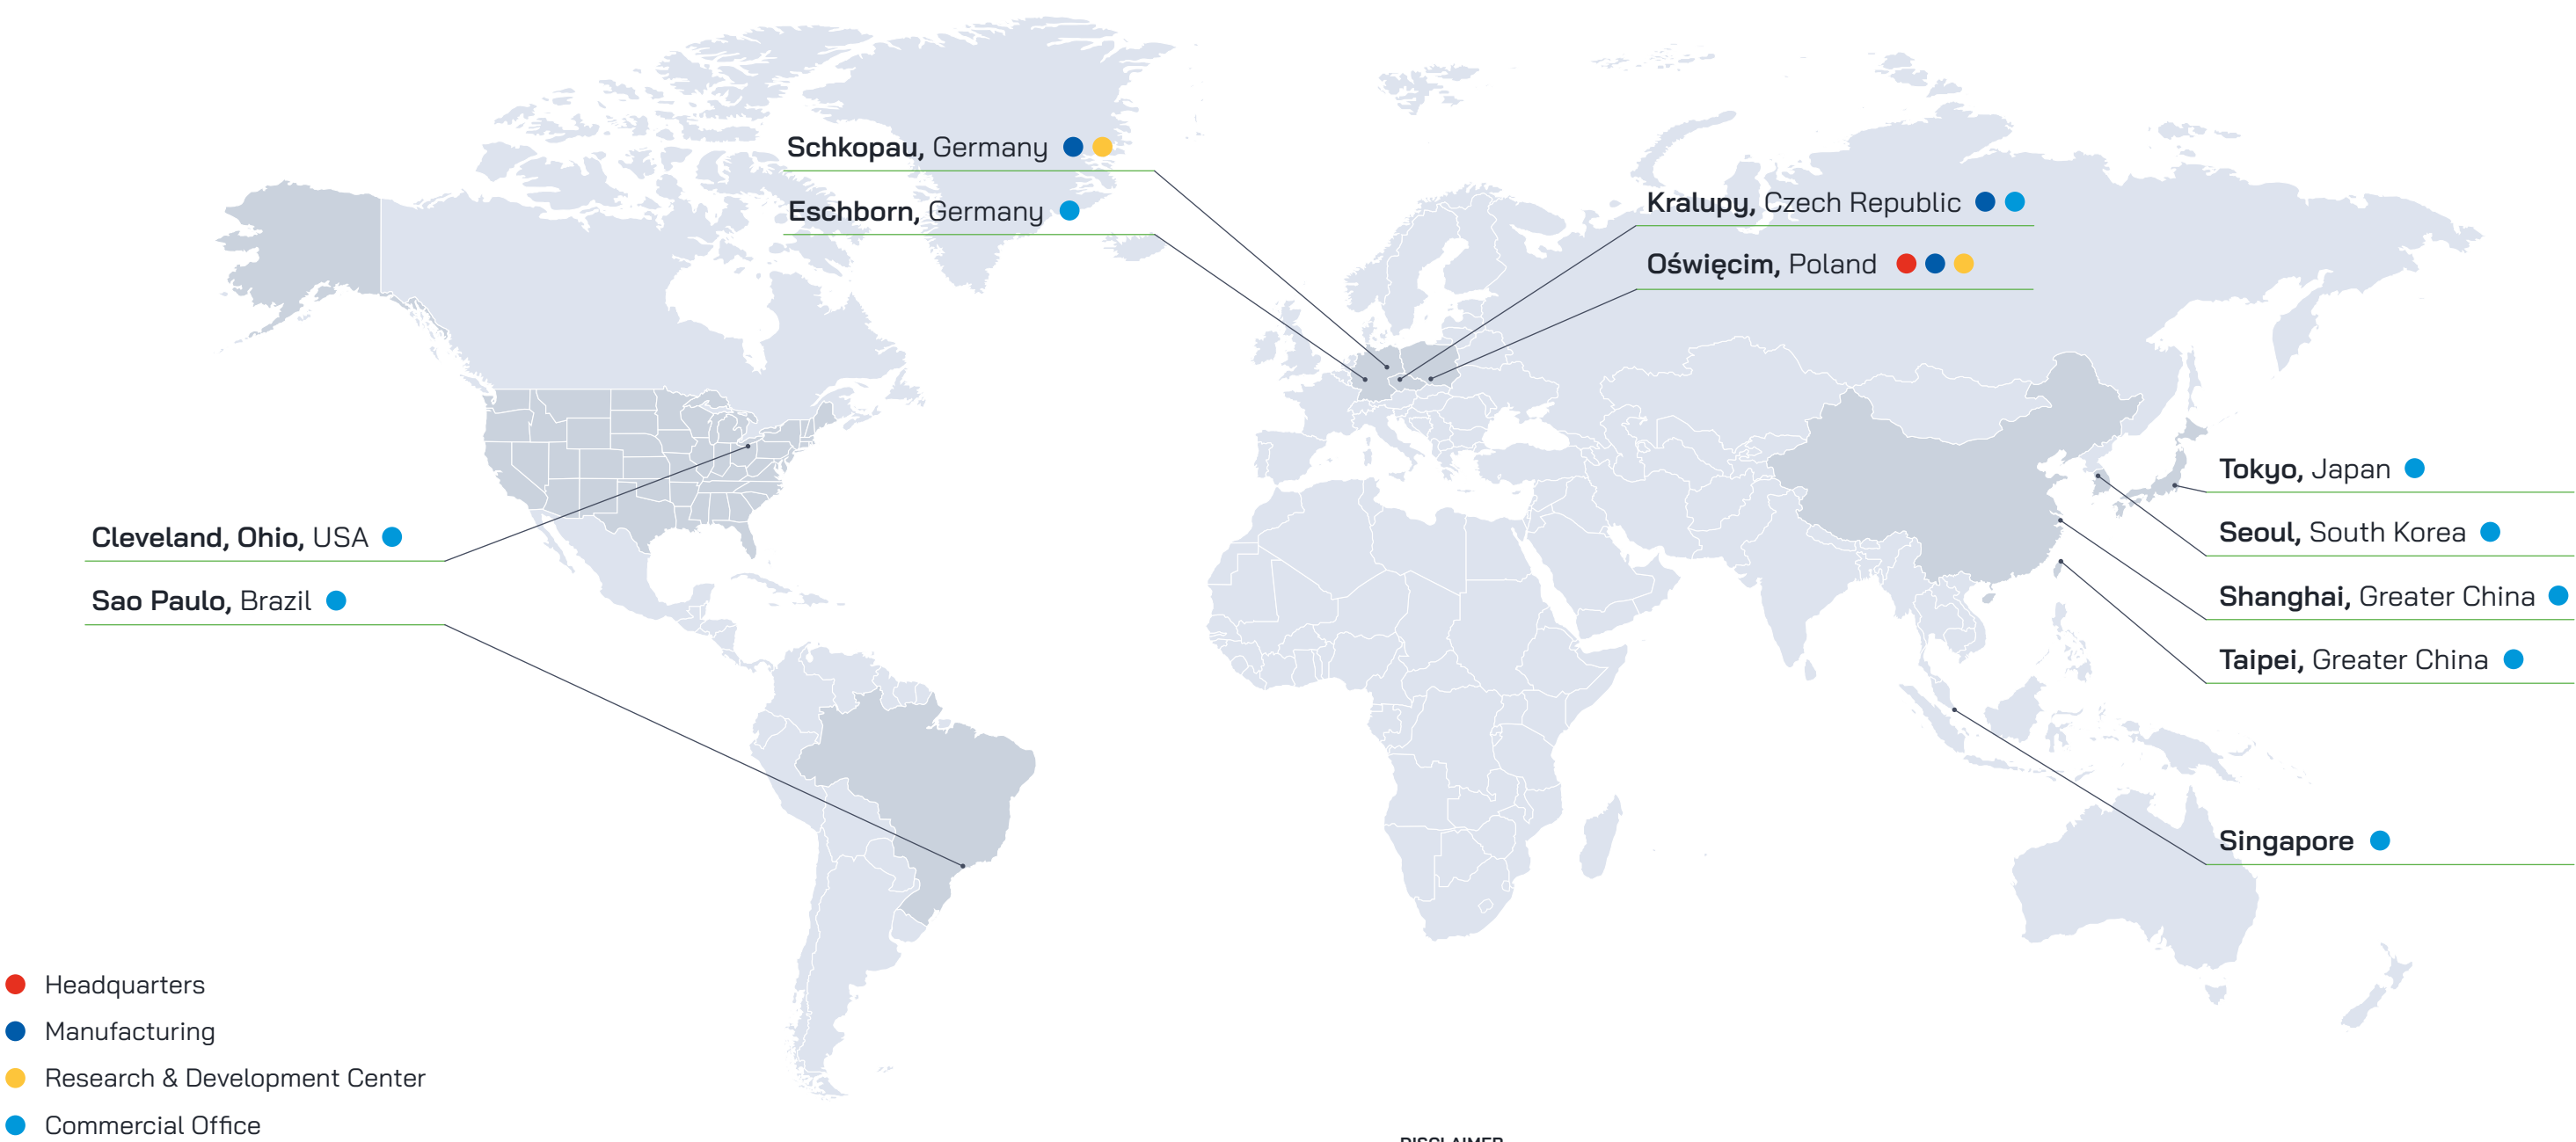 Schkopau, Germany
Eschborn, Germany
Kralupy, Czech Republic
Oświęcim, Poland
Cleveland, Ohio, USA
Sao Paulo, Brazil
Tokyo, Japan
Seoul, South Korea
Shanghai, Greater China
Taipei, Greater China
Singapore
Headquarters
Manufacturing
Research & Development Center
Commercial Office
DISCLAIMER